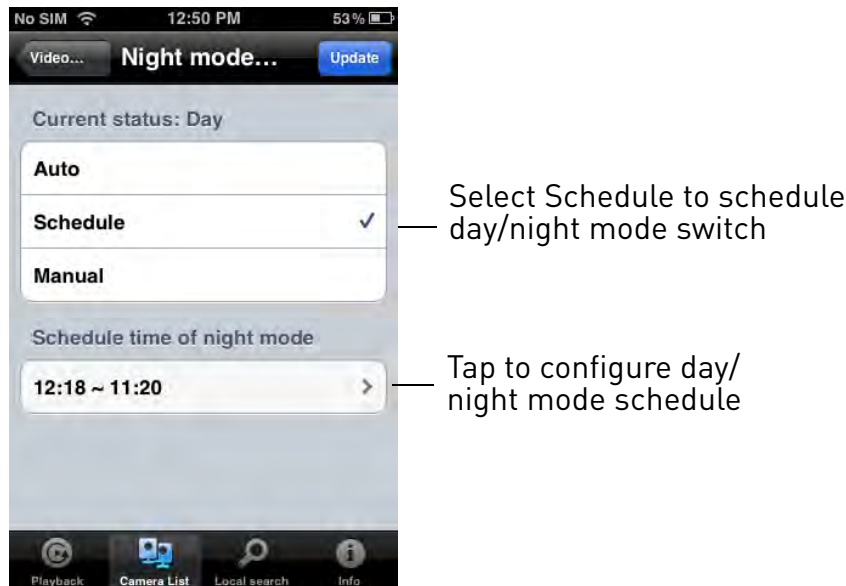 No SIM 12:50 PM 53%
Video... Night mode... Update
Current status: Day
Auto
Schedule
Manual
Schedule time of night mode
12:18 ~ 11:20
Playback Camera List Local search Info
Select Schedule to schedule
day/night mode switch
Tap to configure day/
night mode schedule